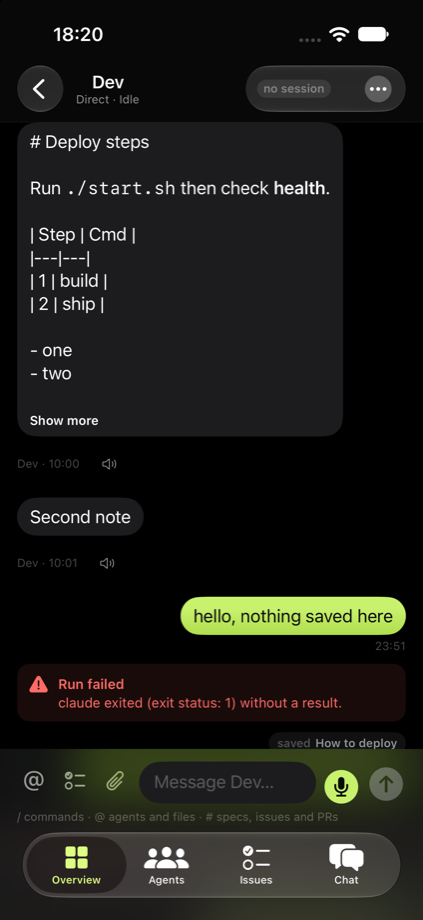 18:20
Dev
Direct · Idle
no session
# Deploy steps
Run ./start.sh then check health.
| Step | Cmd |
|---|---|
| 1 | build |
| 2 | ship |
- one
- two
Show more
Dev · 10:00
Second note
Dev · 10:01
hello, nothing saved here
23:51
Run failed
claude exited (exit status: 1) without a result.
saved How to deploy
Message Dev...
/ commands · @ agents and files · # specs, issues and PRs
Overview
Agents
Issues
Chat